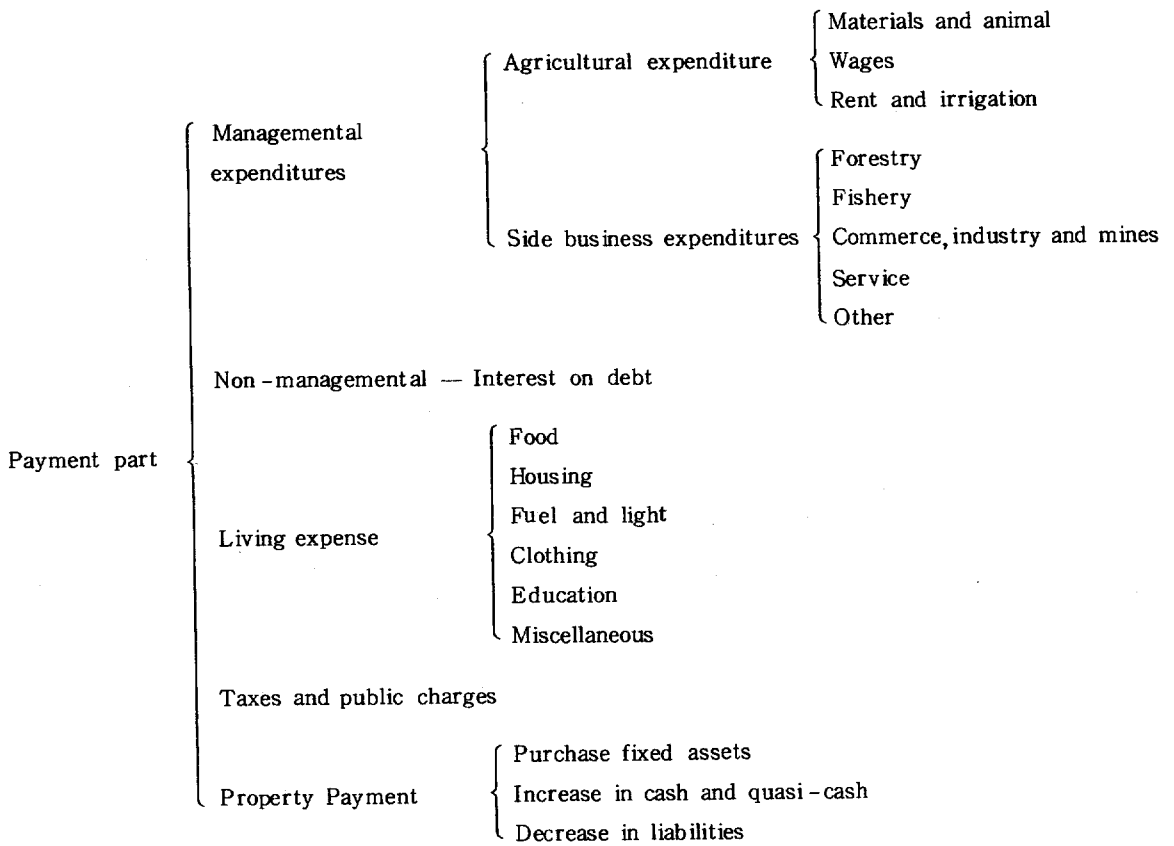 Materials and animal
Agricultural expenditure
Wages
Rent and irrigation
Managemental
expenditures
Forestry
Fishery
Side business expenditures
Commerce, industry and mines
Service
Other
Non-managemental — Interest on debt
Payment part
Food
Housing
Fuel and light
Living expense
Clothing
Education
Miscellaneous
Taxes and public charges
Purchase fixed assets
Property Payment
Increase in cash and quasi-cash
Decrease in liabilities